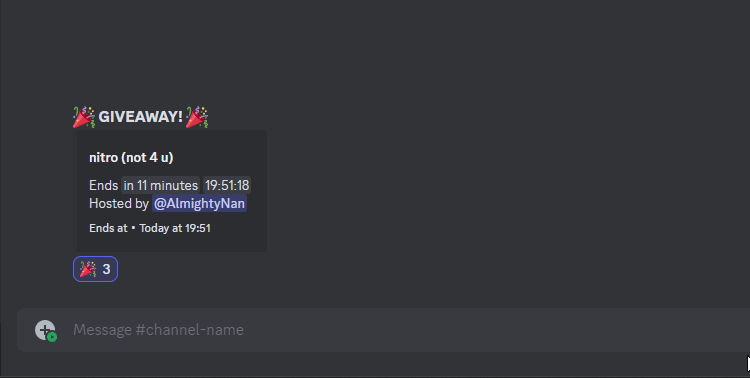 🎉 GIVEAWAY! 🎉
nitro (not 4 u)
Ends in 11 minutes 19:51:18
Hosted by @AlmightyNan
Ends at • Today at 19:51
🎉 3
Message #channel-name